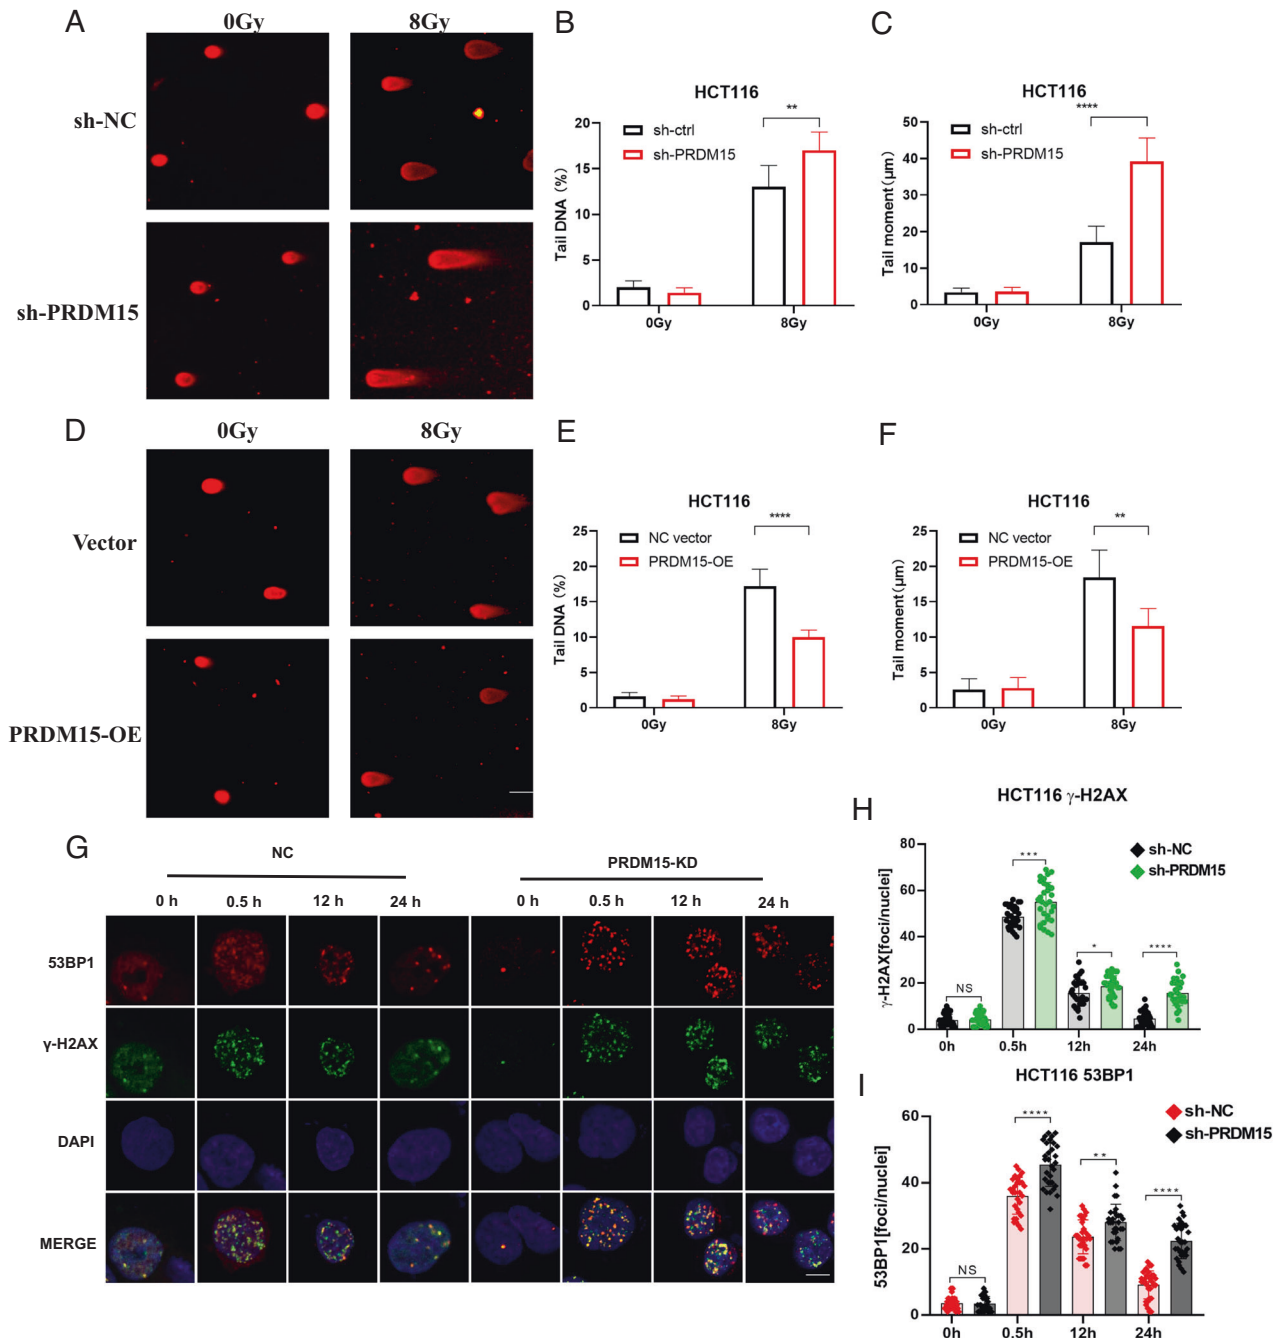 A
0Gy
8Gy
sh-NC
sh-PRDM15
B
HCT116
**
sh-ctrl
sh-PRDM15
Tail DNA (%)
20
15
10
5
0
0Gy
8Gy
C
HCT116
****
sh-ctrl
sh-PRDM15
Tail moment(μm)
50
40
30
20
10
0
0Gy
8Gy
D
0Gy
8Gy
Vector
PRDM15-OE
E
HCT116
****
NC vector
PRDM15-OE
Tail DNA (%)
25
20
15
10
5
0
0Gy
8Gy
F
HCT116
**
NC vector
PRDM15-OE
Tail moment(μm)
25
20
15
10
5
0
0Gy
8Gy
G
NC
PRDM15-KD
0 h
0.5 h
12 h
24 h
0 h
0.5 h
12 h
24 h
53BP1
γ-H2AX
DAPI
MERGE
H
HCT116 γ-H2AX
sh-NC
sh-PRDM15
γ-H2AX[foci/nuclei]
80
60
40
20
0
NS
***
*
****
0h
0.5h
12h
24h
I
HCT116 53BP1
sh-NC
sh-PRDM15
53BP1[foci/nuclei]
60
40
20
0
NS
****
**
****
0h
0.5h
12h
24h